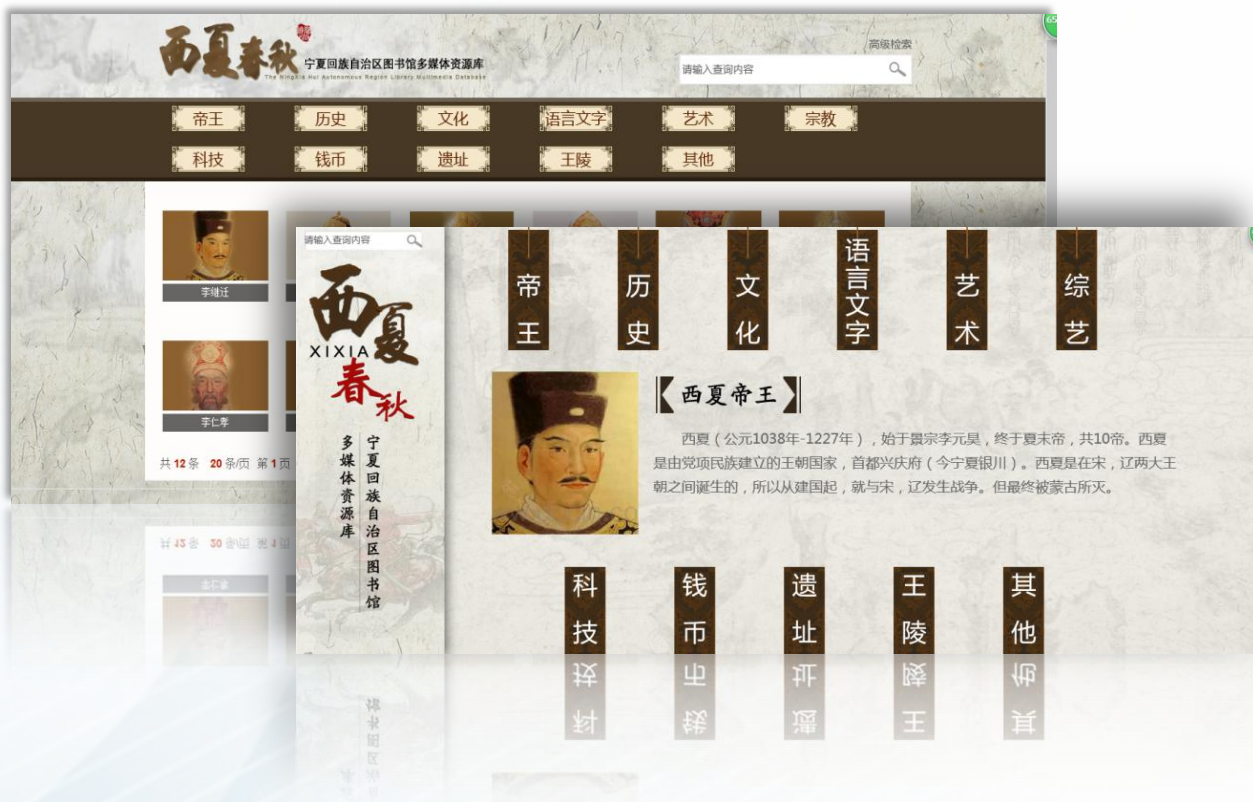 西夏春秋
宁夏回族自治区图书馆多媒体资源库
The Ningxia Hui Autonomous Region Library Multimedia Database
高级检索
请输入查询内容
帝王
历史
文化
语言文字
艺术
宗教
科技
钱币
遗址
王陵
其他
李继迁
李仁孝
共 12 条 20 条/页 第 1 页
请输入查询内容
西夏
XIXIA
春秋
宁夏回族自治区图书馆
多媒体资源库
帝王
历史
文化
语言文字
艺术
综艺
西夏帝王
西夏（公元1038年-1227年），始于景宗李元昊，终于夏末帝，共10帝。西夏
是由党项民族建立的王朝国家，首都兴庆府（今宁夏银川）。西夏是在宋，辽两大王
朝之间诞生的，所以从建国起，就与宋，辽发生战争。但最终被蒙古所灭。
科技
钱币
遗址
王陵
其他